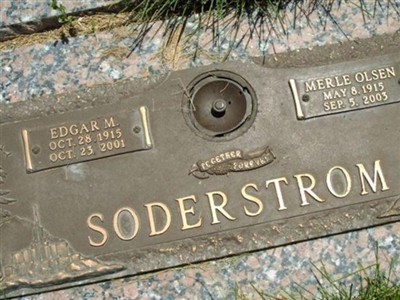 EDGAR M.
OCT. 28, 1915
OCT. 23, 2001
MERLE OLSEN
MAY 8, 1915
SEP. 5, 2003
TOGETHER
FOREVER
SODERSTROM